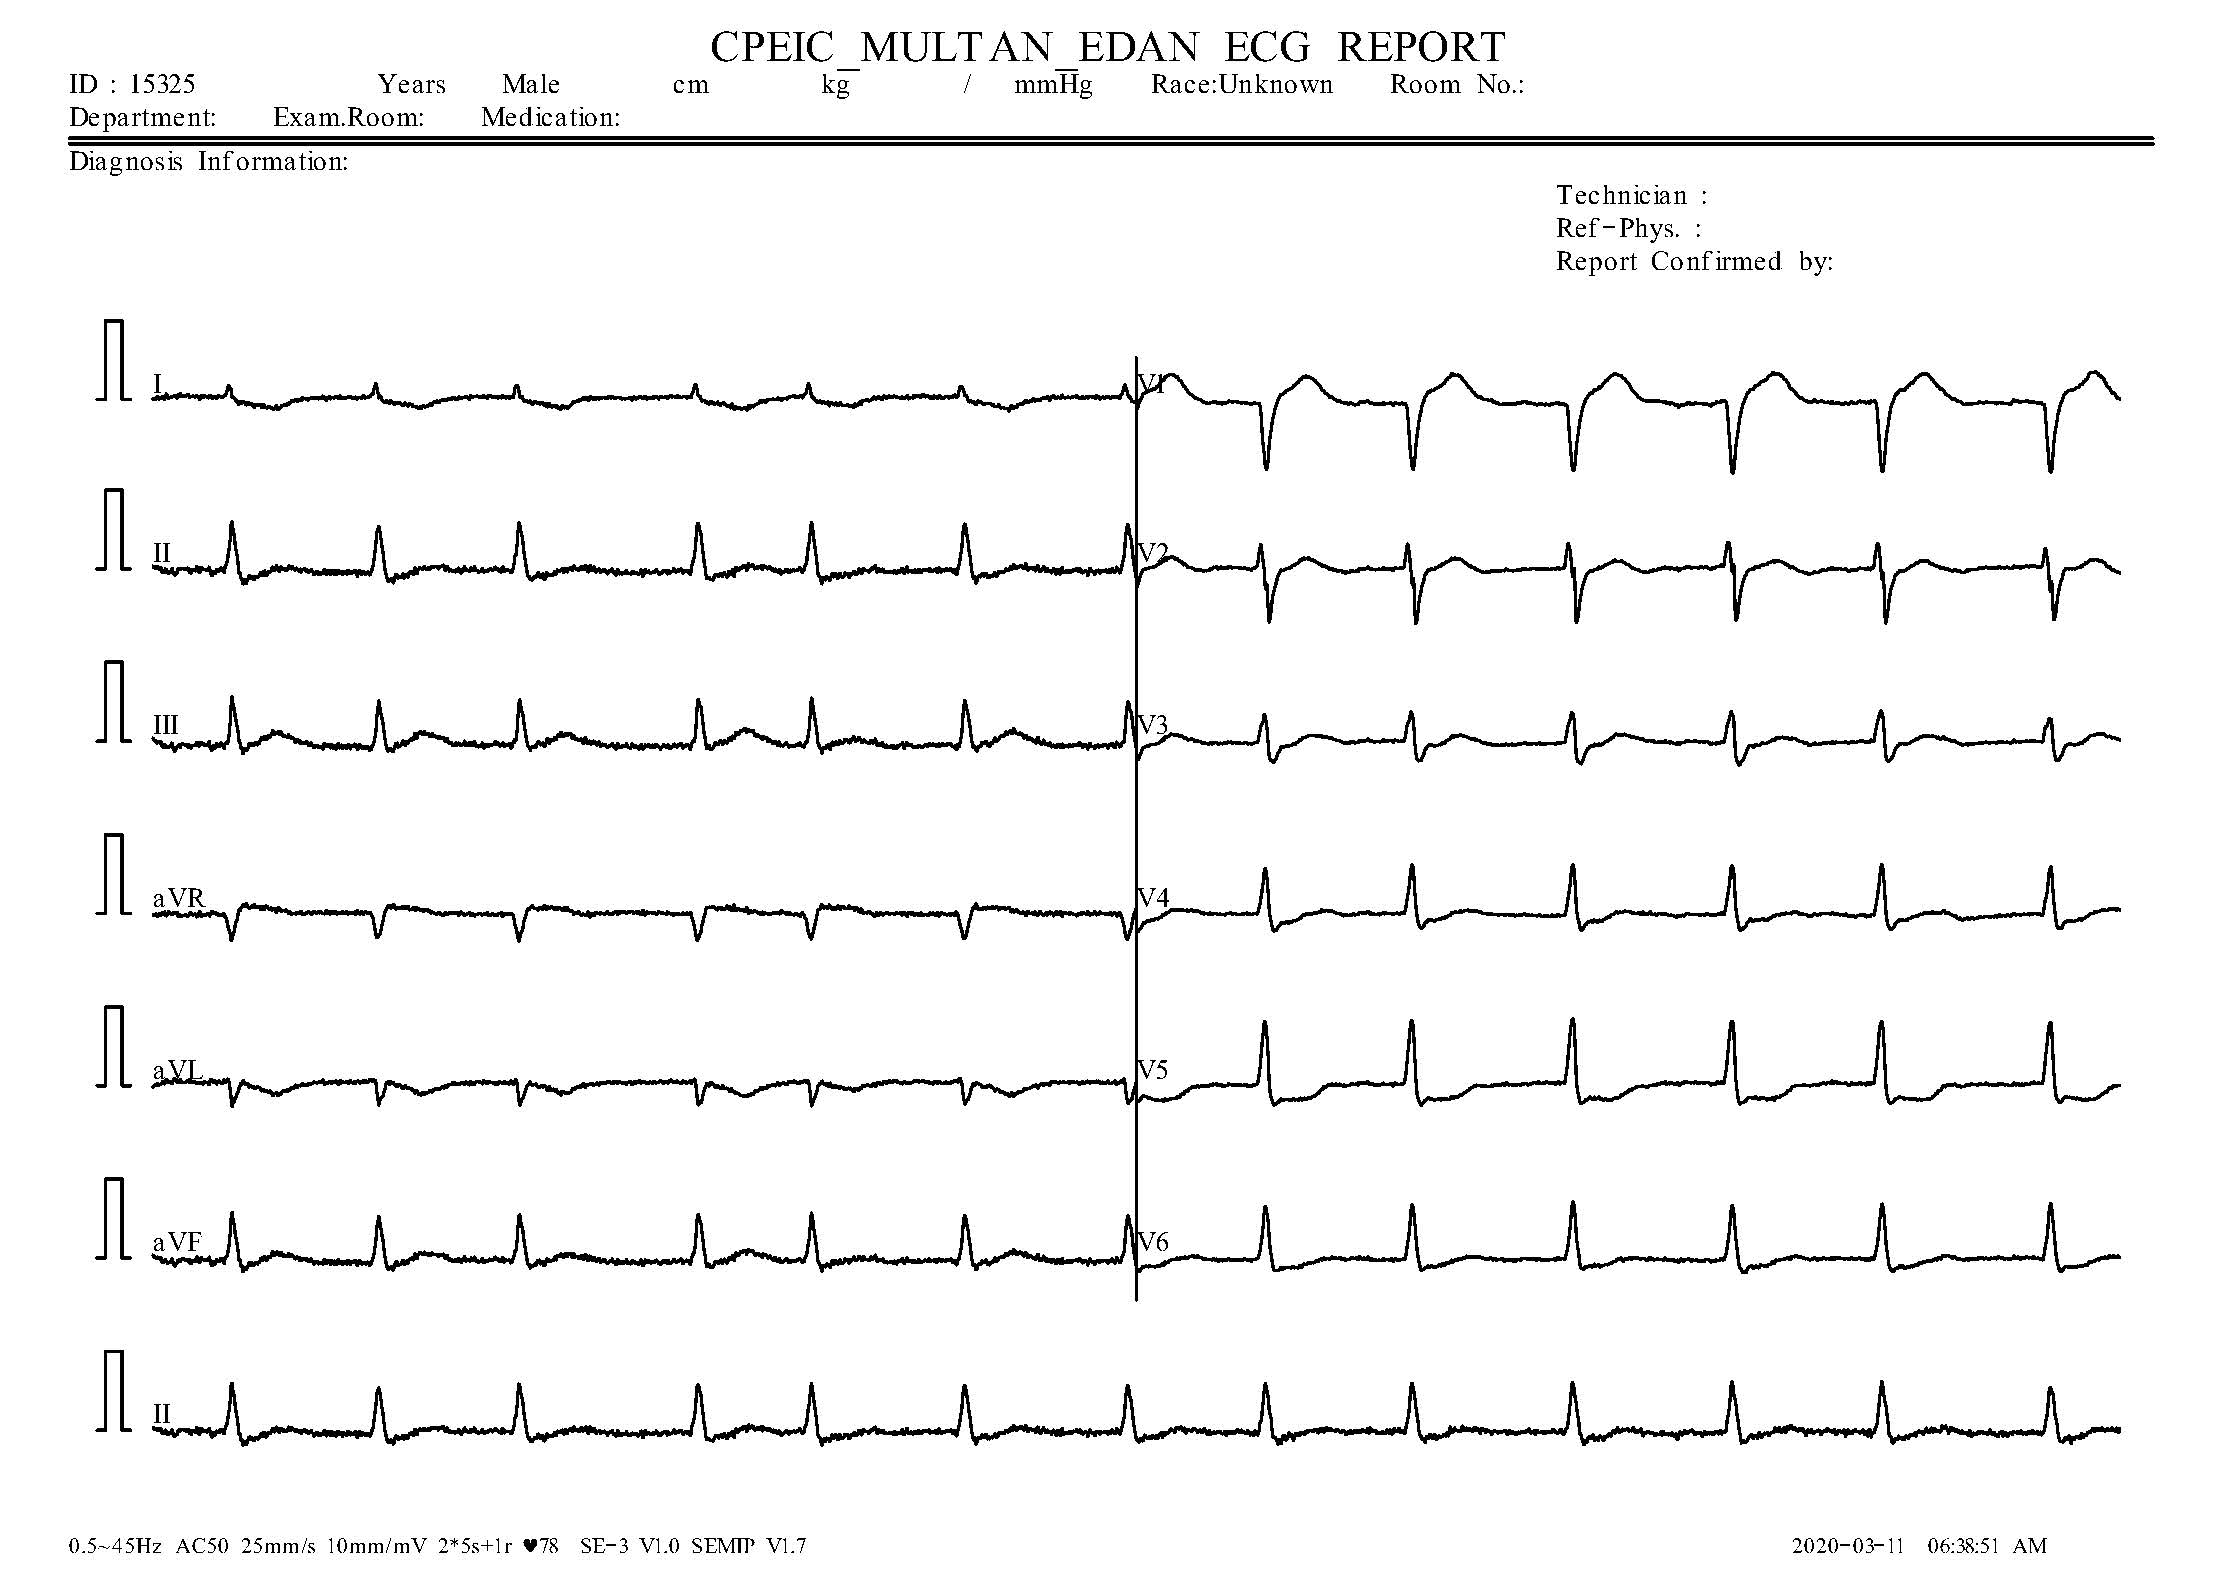 CPEIC_MULTAN_EDAN ECG REPORT
ID : 15325 Years Male cm kg / mmHg Race:Unknown Room No.:
Department: Exam.Room: Medication:
Diagnosis Information:
Technician :
Ref-Phys. :
Report Confirmed by:
I V1
II V2
III V3
aVR V4
aVL V5
aVF V6
II
0.5~45Hz AC50 25mm/s 10mm/mV 2*5s+1r ♥78 SE-3 V1.0 SEMIP V1.7 2020-03-11 06:38:51 AM